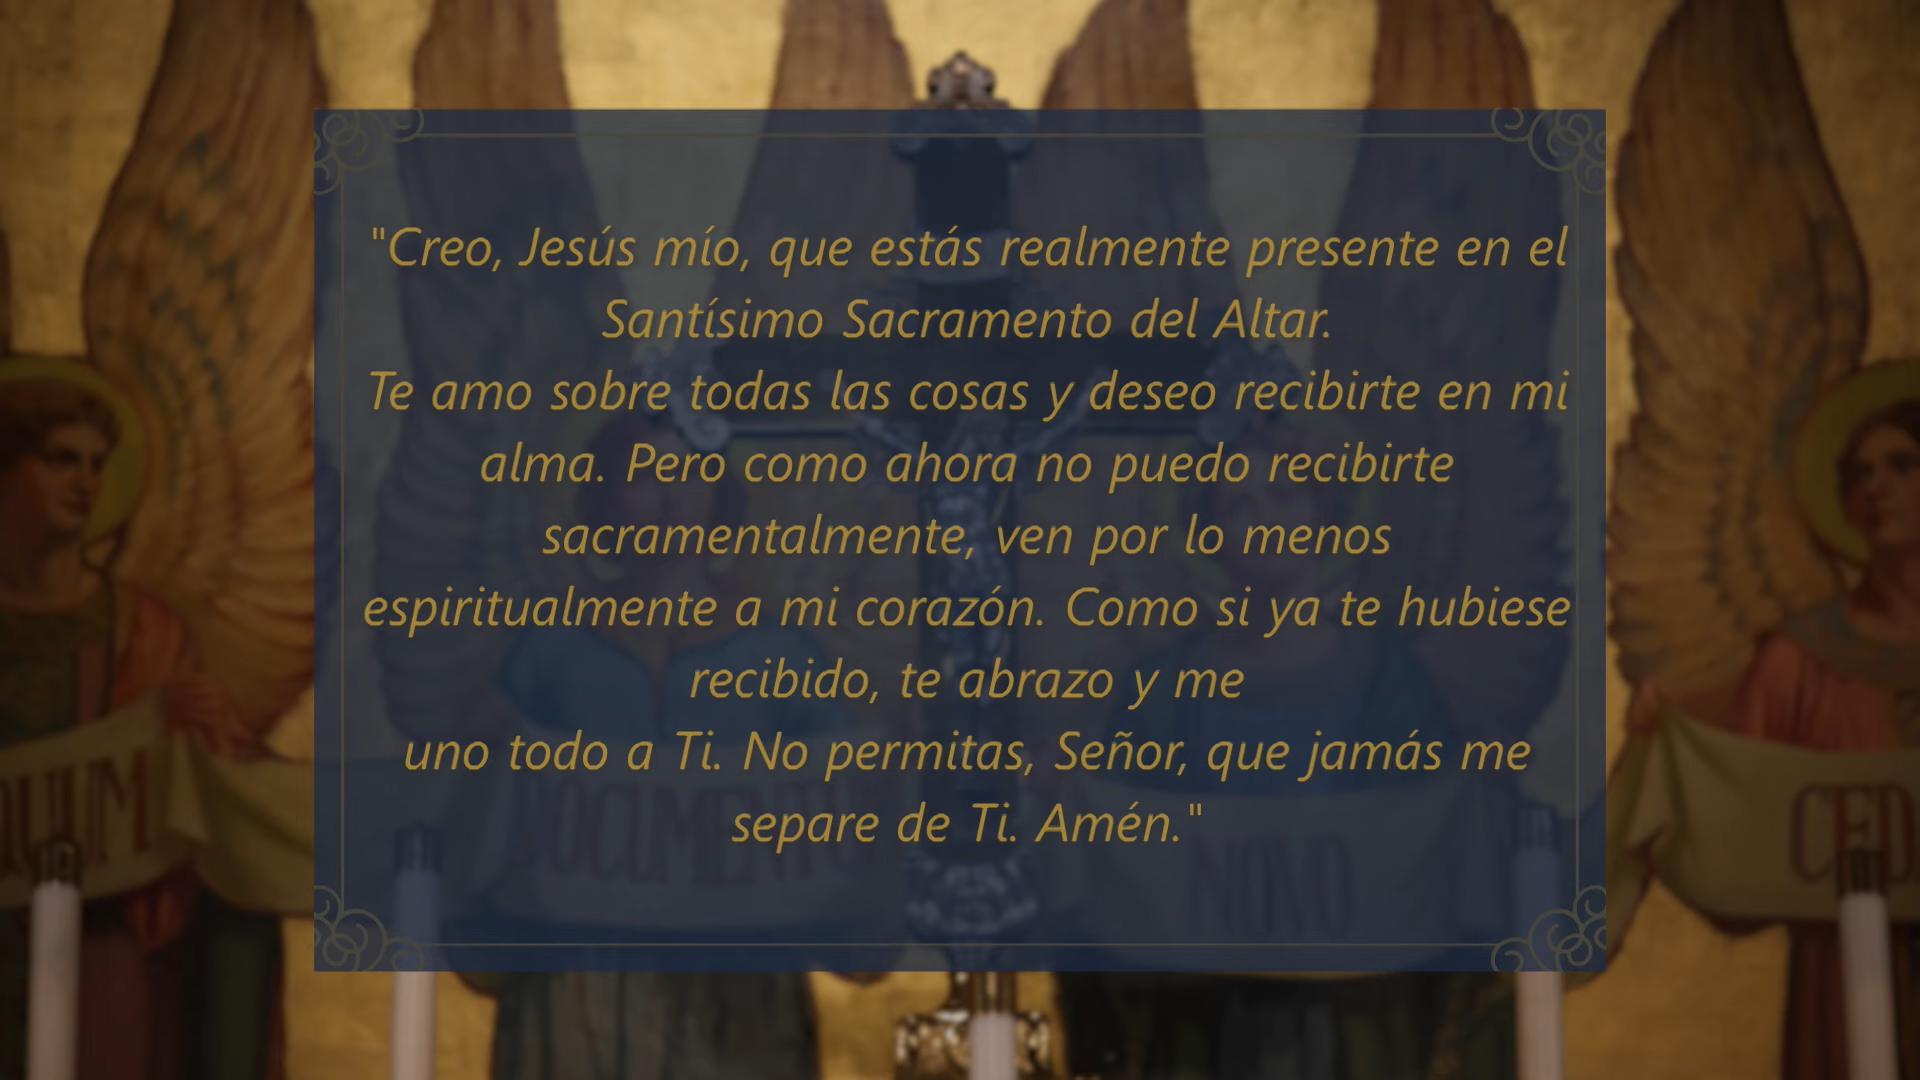 "Creo, Jesús mío, que estás realmente presente en el
Santísimo Sacramento del Altar.
Te amo sobre todas las cosas y deseo recibirte en mi
alma. Pero como ahora no puedo recibirte
sacramentalmente, ven por lo menos
espiritualmente a mi corazón. Como si ya te hubiese
recibido, te abrazo y me
uno todo a Ti. No permitas, Señor, que jamás me
separe de Ti. Amén."
DOCUMENTUM
NOVO